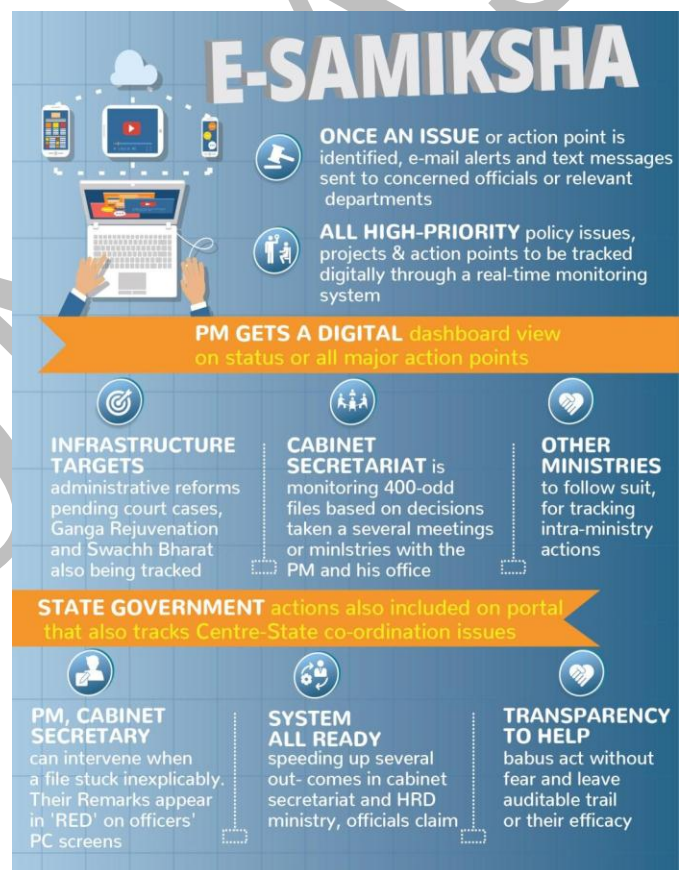 E-SAMIKSHA
ONCE AN ISSUE or action point is
identified, e-mail alerts and text messages
sent to concerned officials or relevant
departments
ALL HIGH-PRIORITY policy issues,
projects & action points to be tracked
digitally through a real-time monitoring
system
PM GETS A DIGITAL dashboard view
on status or all major action points
INFRASTRUCTURE
TARGETS
administrative reforms
pending court cases,
Ganga Rejuvenation
and Swachh Bharat
also being tracked
CABINET
SECRETARIAT is
monitoring 400-odd
files based on decisions
taken a several meetings
or minIstries with the
PM and his office
OTHER
MINISTRIES
to follow suit,
for tracking
intra-ministry
actions
STATE GOVERNMENT actions also included on portal
that also tracks Centre-State co-ordination issues
PM, CABINET
SECRETARY
can intervene when
a file stuck inexplicably.
Their Remarks appear
in 'RED' on officers'
PC screens
SYSTEM
ALL READY
speeding up several
out- comes in cabinet
secretariat and HRD
ministry, officials claim
TRANSPARENCY
TO HELP
babus act without
fear and leave
auditable trail
or their efficacy